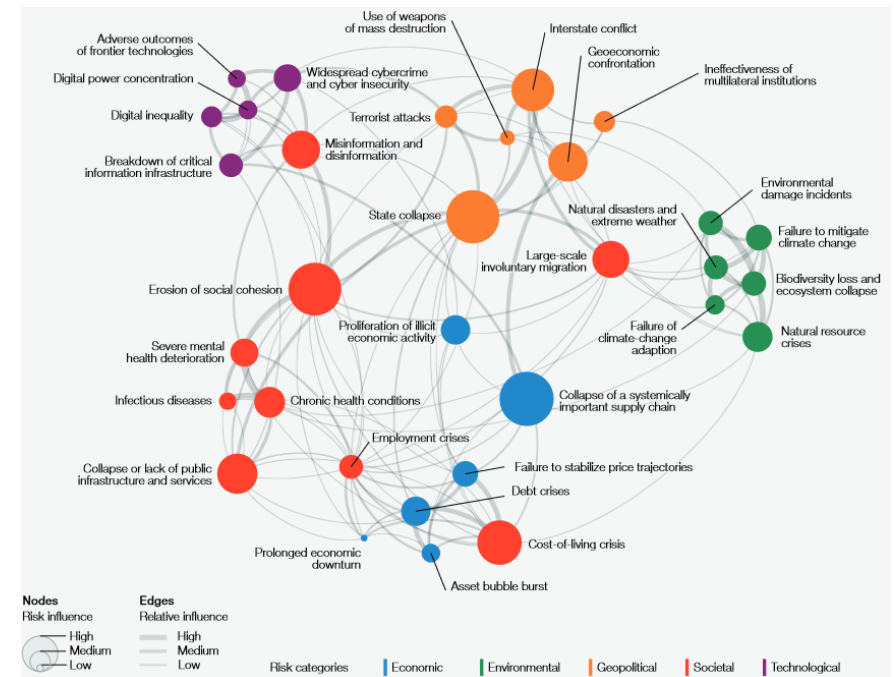 Use of weapons
of mass destruction
Interstate conflict
Adverse outcomes
of frontier technologies
Geoeconomic
confrontation
Digital power concentration
Widespread cybercrime
and cyber insecurity
Ineffectiveness of
multilateral institutions
Digital inequality
Terrorist attacks
Misinformation and
disinformation
Breakdown of critical
information infrastructure
Environmental
damage incidents
State collapse
Natural disasters and
extreme weather
Failure to mitigate
climate change
Large-scale
involuntary migration
Erosion of social cohesion
Biodiversity loss and
ecosystem collapse
Proliferation of illicit
economic activity
Failure of
climate-change
adaption
Natural resource
crises
Severe mental
health deterioration
Infectious diseases
Chronic health conditions
Collapse of a systemically
important supply chain
Employment crises
Collapse or lack of public
infrastructure and services
Failure to stabilize price trajectories
Debt crises
Prolonged economic
downturn
Cost-of-living crisis
Asset bubble burst
Nodes
Risk influence
High
Medium
Low
Edges
Relative influence
High
Medium
Low
Risk categories
Economic
Environmental
Geopolitical
Societal
Technological